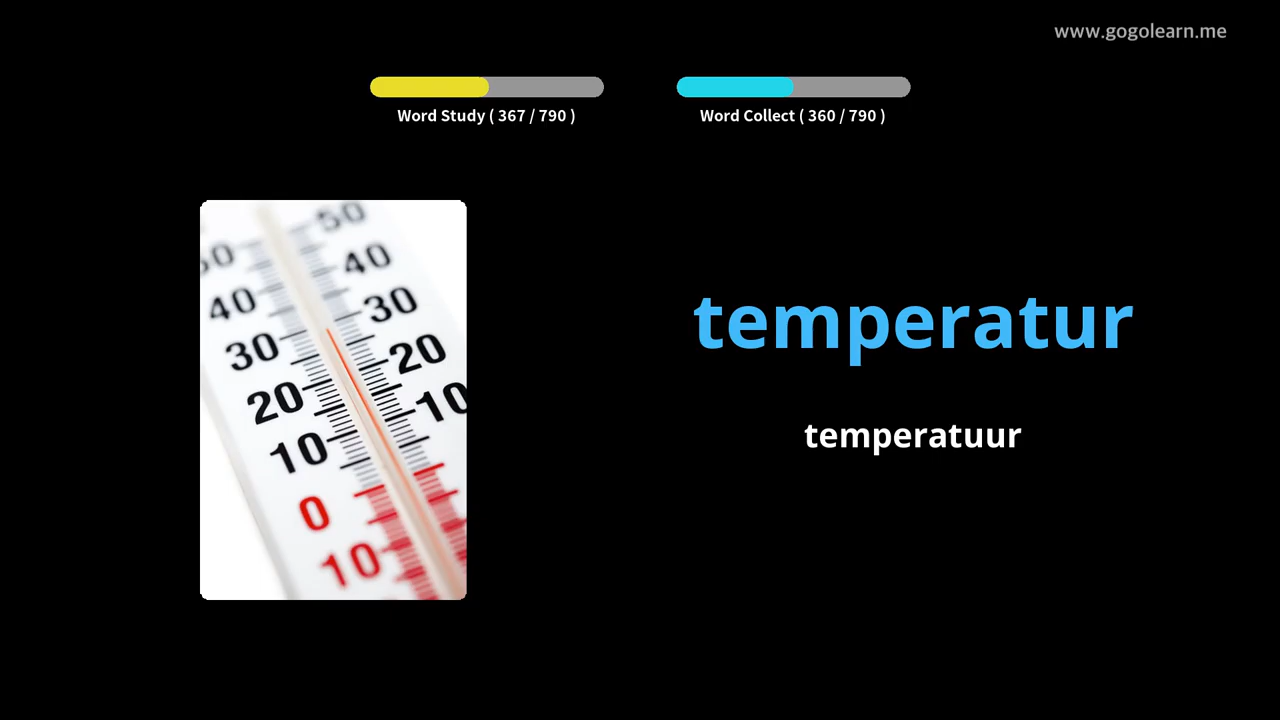 www.gogolearn.me
Word Study ( 367 / 790 )
Word Collect ( 360 / 790 )
50
50
40
40
30
30
20
20
10
10
0
10
temperatur
temperatuur